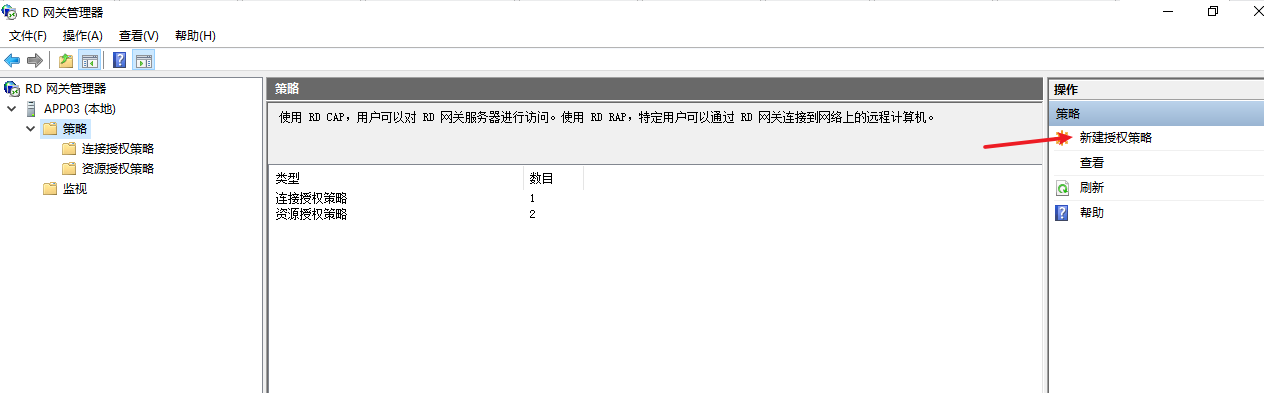 RD 网关管理器
文件(F) 操作(A) 查看(V) 帮助(H)
RD 网关管理器
APP03 (本地)
策略
连接授权策略
资源授权策略
监视
策略
使用 RD CAP，用户可以对 RD 网关服务器进行访问。使用 RD RAP，特定用户可以通过 RD 网关连接到网络上的远程计算机。
类型 数目
连接授权策略 1
资源授权策略 2
操作
策略
新建授权策略
查看
刷新
帮助